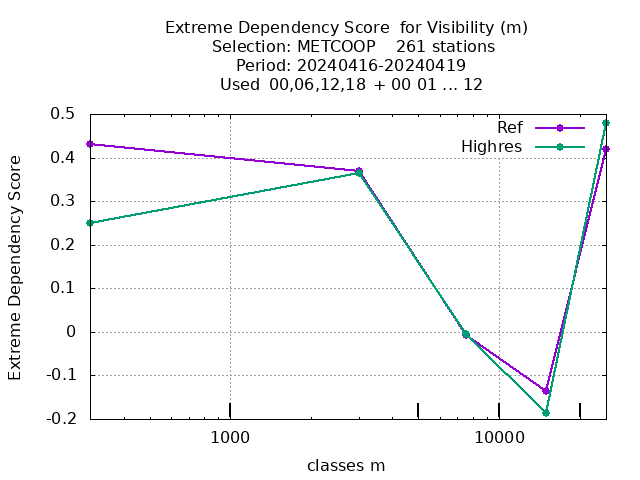 Extreme Dependency Score  for Visibility (m)
Selection: METCOOP    261 stations
Period: 20240416-20240419
Used  00,06,12,18  + 00 01 ... 12
Extreme Dependency Score
0.5
0.4
0.3
0.2
0.1
0
-0.1
-0.2
Ref
Highres
1000
10000
classes m